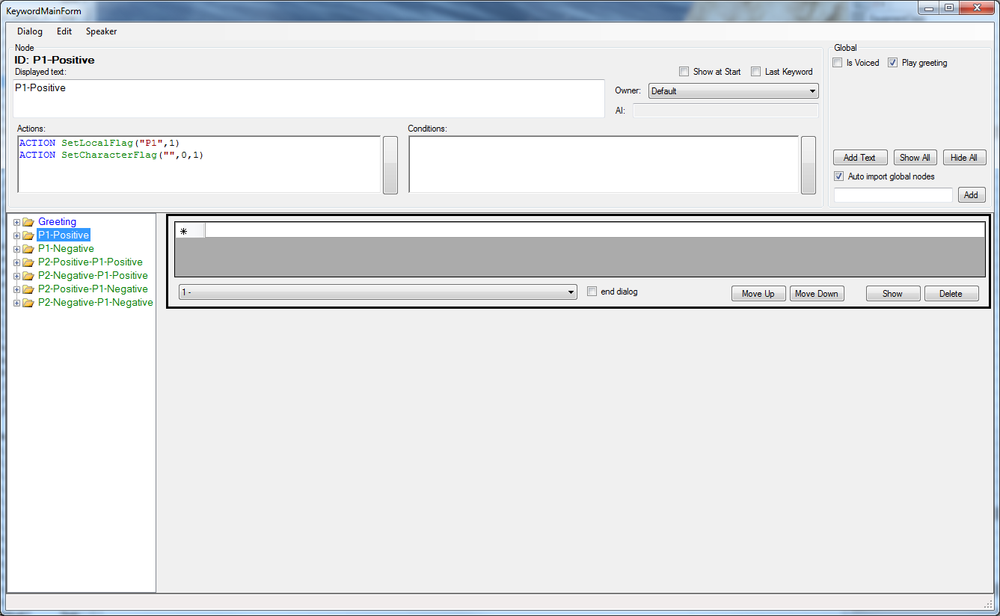 KeywordMainForm
Dialog Edit Speaker
Node
ID: P1-Positive
Displayed text:
P1-Positive
Show at Start Last Keyword
Owner: Default
AI:
Actions:
ACTION SetLocalFlag("P1",1)
ACTION SetCharacterFlag("",0,1)
Conditions:
Global
Is Voiced Play greeting
Add Text Show All Hide All
Auto import global nodes
Add
Greeting
P1-Positive
P1-Negative
P2-Positive-P1-Positive
P2-Negative-P1-Positive
P2-Positive-P1-Negative
P2-Negative-P1-Negative
*
1 -
end dialog
Move Up Move Down Show Delete